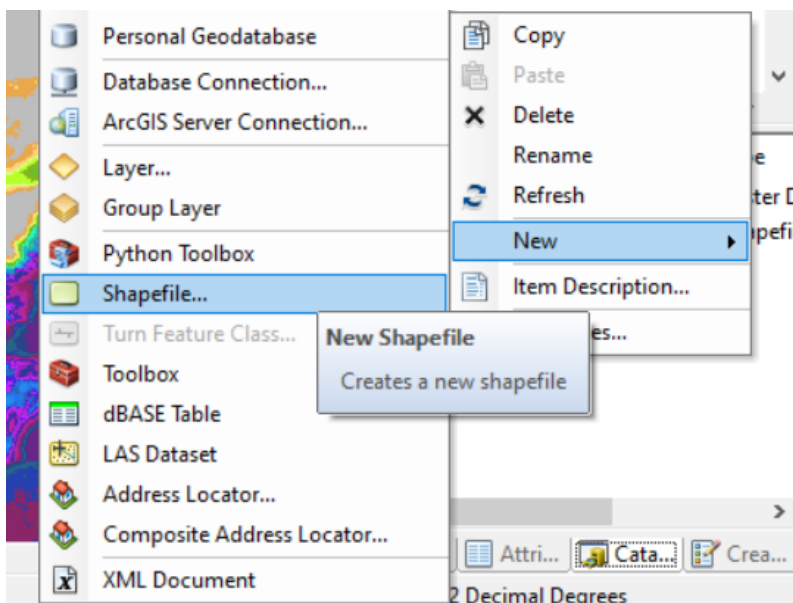 Personal Geodatabase
Database Connection...
ArcGIS Server Connection...
Layer...
Group Layer
Python Toolbox
Shapefile...
Turn Feature Class...
Toolbox
dBASE Table
LAS Dataset
Address Locator...
Composite Address Locator...
XML Document
Copy
Paste
Delete
Rename
Refresh
New
Item Description...
es...
New Shapefile
Creates a new shapefile
Attri...
Cata...
Crea...
2 Decimal Degrees